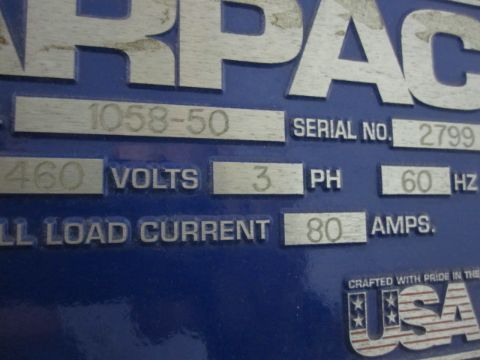 ARPAC
1058-50 SERIAL NO. 2799
460 VOLTS 3 PH 60 HZ
LL LOAD CURRENT 80 AMPS.
CRAFTED WITH PRIDE IN THE
USA